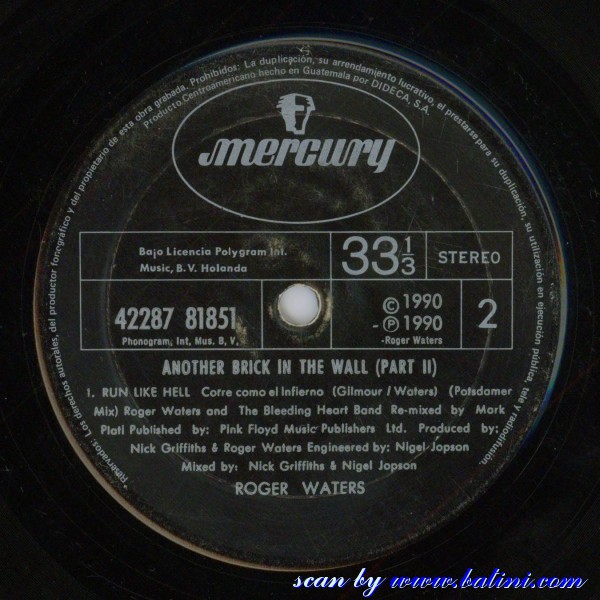 Reservados: Los derechos autorales, del productor fonográfico y del propietario de esta obra grabada. Prohibidos: La duplicación, su arrendamiento lucrativo, el prestarse para su duplicación, su utilización en ejecución pública, tele y radiodifusión.
Producto Centroamericano hecho en Guatemala por DIDECA, S.A.
mercury
Bajo Licencia Polygram Int.
Music, B.V. Holanda
33 1/3
STEREO
42287 81851
Phonogram, Int, Mus. B, V,
© 1990
-℗ 1990
-Roger Waters
2
ANOTHER BRICK IN THE WALL (PART II)
1. RUN LIKE HELL Corre como el infierno (Gilmour / Waters) (Potsdamer
Mix) Roger Waters and The Bleeding Heart Band Re-mixed by Mark
Plati Published by: Pink Floyd Music Publishers Ltd. Produced by:
Nick Griffiths & Roger Waters Engineered by: Nigel Jopson
Mixed by: Nick Griffiths & Nigel Jopson
ROGER WATERS
scan by www.batini.com